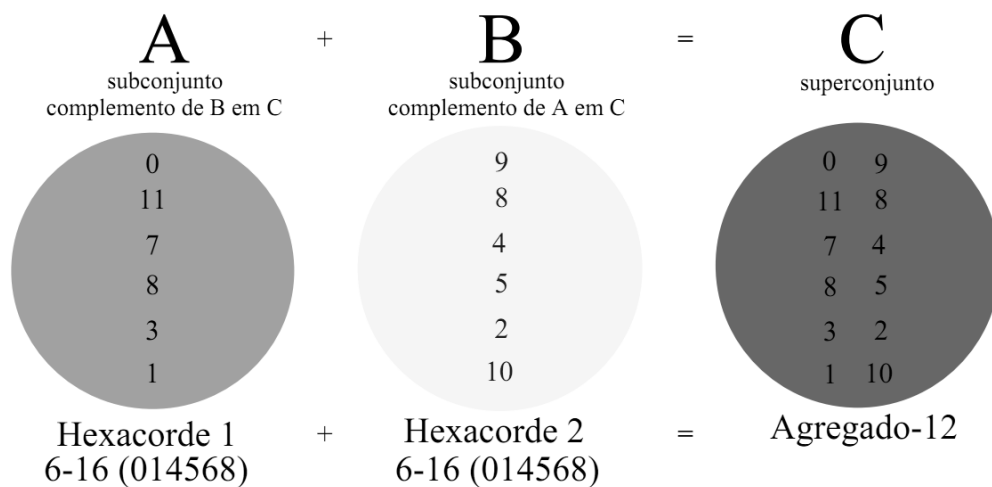 A + B = C
subconjunto subconjunto superconjunto
complemento de B em C complemento de A em C
0 9 0 9
11 8 11 8
7 4 7 4
8 5 8 5
3 2 3 2
1 10 1 10
Hexacorde 1 + Hexacorde 2 = Agregado-12
6-16 (014568) 6-16 (014568)